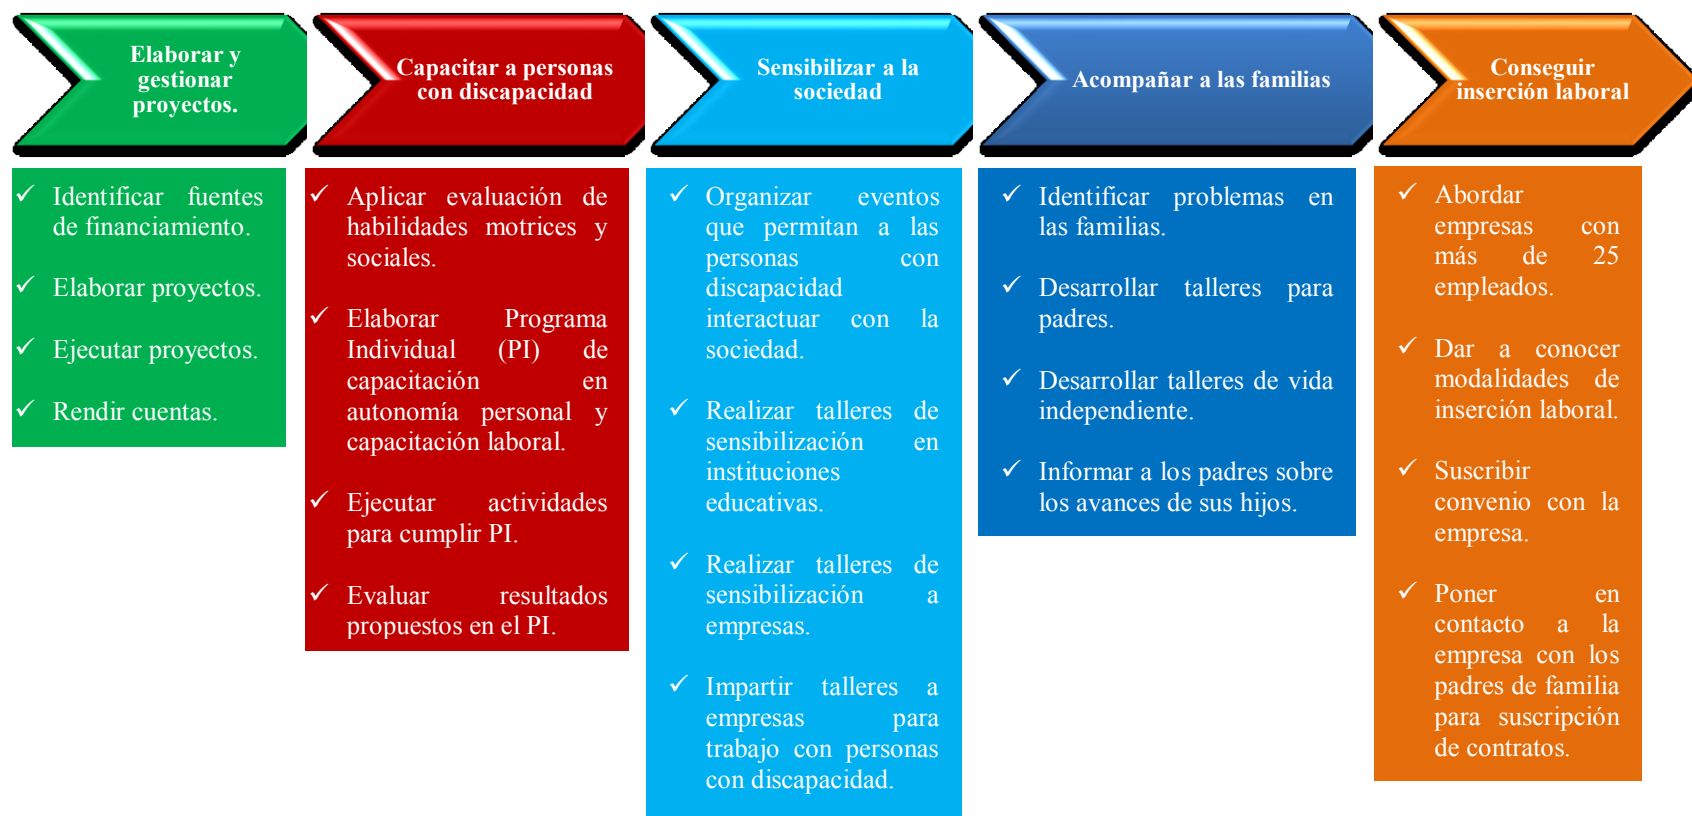 Elaborar y
gestionar
proyectos.
Capacitar a personas
con discapacidad
Sensibilizar a la
sociedad
Acompañar a las familias
Conseguir
inserción laboral
✓ Identificar fuentes
de financiamiento.
✓ Elaborar proyectos.
✓ Ejecutar proyectos.
✓ Rendir cuentas.
✓ Aplicar evaluación de
habilidades motrices y
sociales.
✓ Elaborar Programa
Individual (PI) de
capacitación en
autonomía personal y
capacitación laboral.
✓ Ejecutar actividades
para cumplir PI.
✓ Evaluar resultados
propuestos en el PI.
✓ Organizar eventos
que permitan a las
personas con
discapacidad
interactuar con la
sociedad.
✓ Realizar talleres de
sensibilización en
instituciones
educativas.
✓ Realizar talleres de
sensibilización a
empresas.
✓ Impartir talleres a
empresas para
trabajo con personas
con discapacidad.
✓ Identificar problemas en
las familias.
✓ Desarrollar talleres para
padres.
✓ Desarrollar talleres de vida
independiente.
✓ Informar a los padres sobre
los avances de sus hijos.
✓ Abordar
empresas con
más de 25
empleados.
✓ Dar a conocer
modalidades de
inserción laboral.
✓ Suscribir
convenio con la
empresa.
✓ Poner en
contacto a la
empresa con los
padres de familia
para suscripción
de contratos.